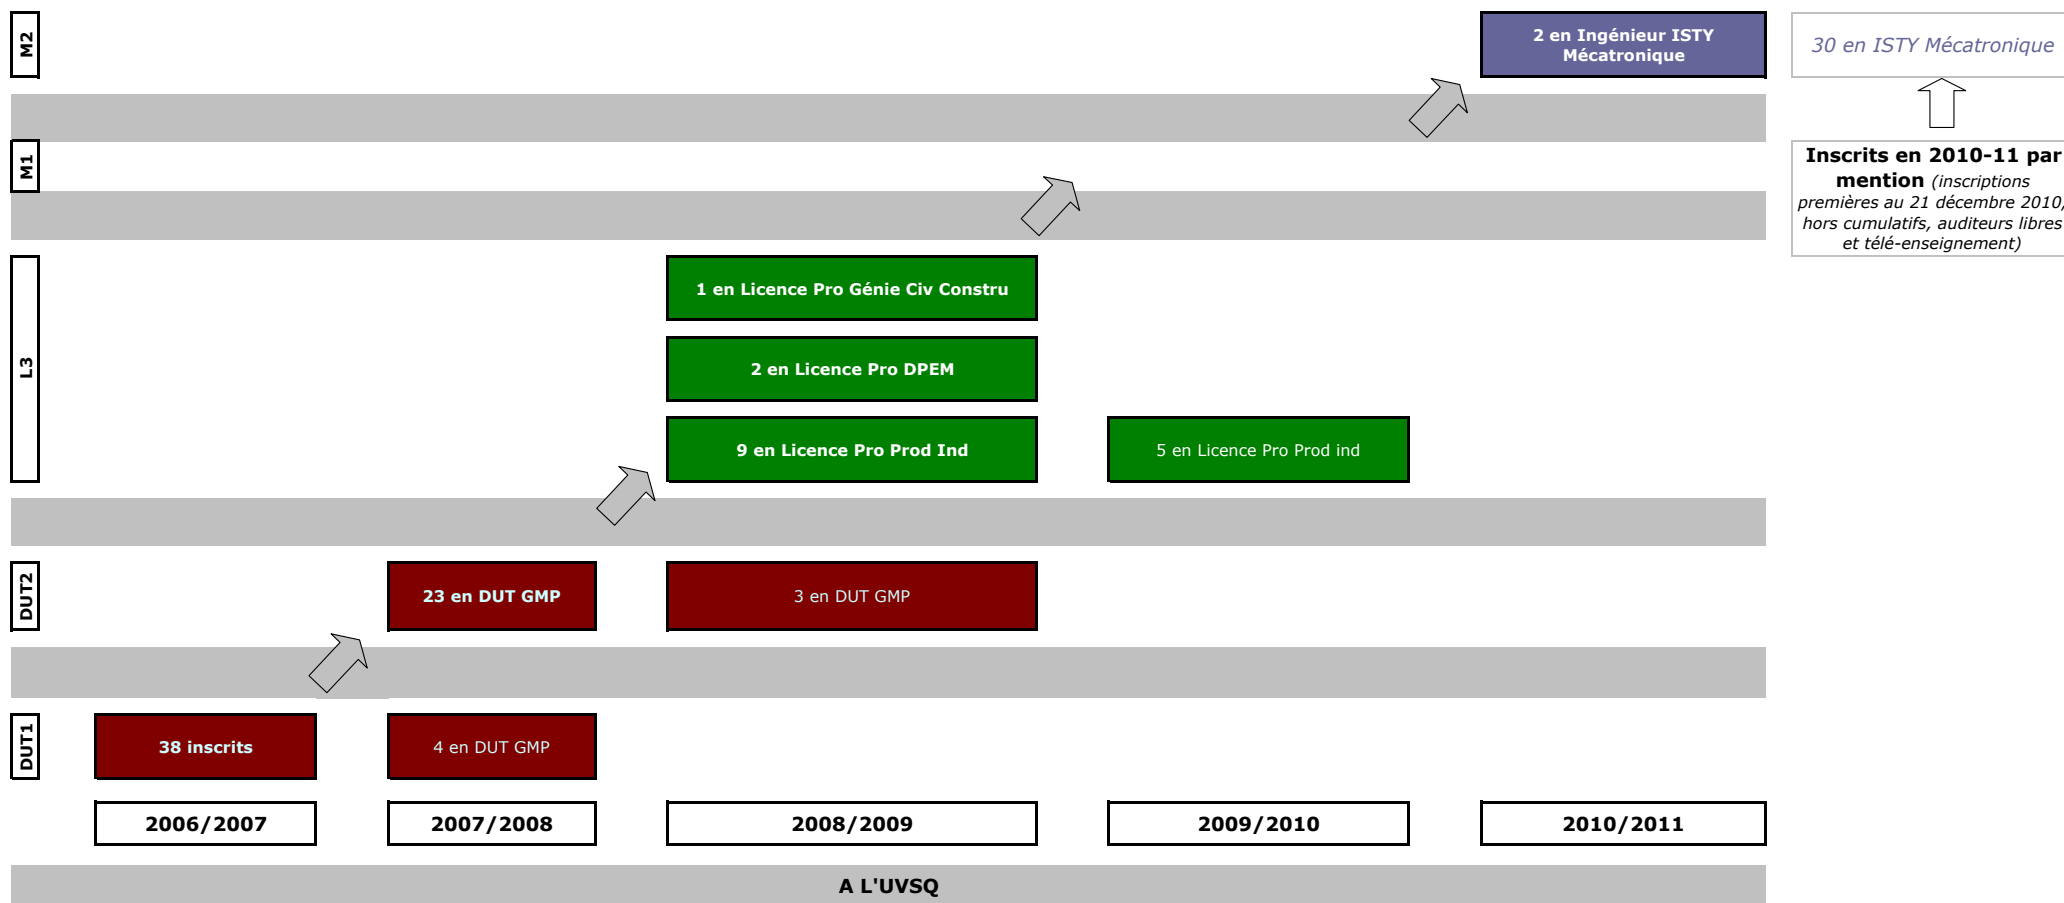 M2
2 en Ingénieur ISTY
Mécatronique
30 en ISTY Mécatronique
M1
Inscrits en 2010-11 par
mention (inscriptions
premières au 21 décembre 2010,
hors cumulatifs, auditeurs libres
et télé-enseignement)
L3
1 en Licence Pro Génie Civ Constru
2 en Licence Pro DPEM
9 en Licence Pro Prod Ind
5 en Licence Pro Prod ind
DUT2
23 en DUT GMP
3 en DUT GMP
DUT1
38 inscrits
4 en DUT GMP
2006/2007
2007/2008
2008/2009
2009/2010
2010/2011
A L'UVSQ